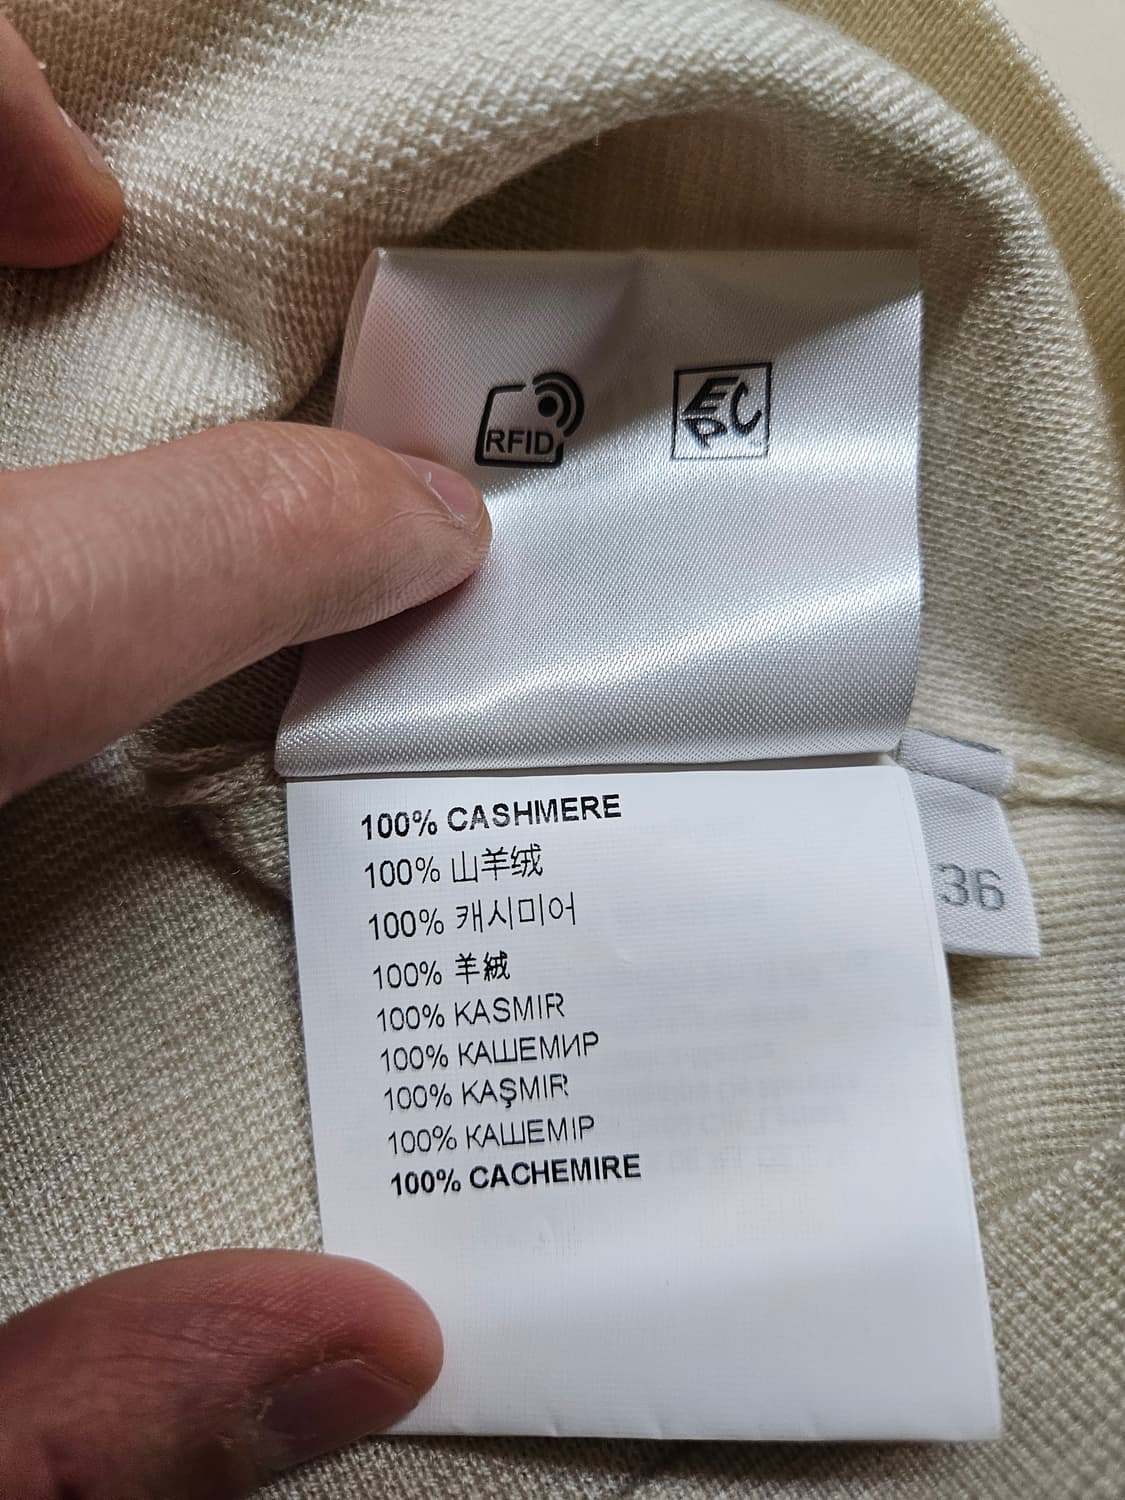 RFID
EPC
100% CASHMERE
100% 山羊绒
100% 캐시미어
100% 羊絨
100% KASMIR
100% КАШЕМИР
100% KAŞMIR
100% КАШЕМІР
100% CACHEMIRE
36